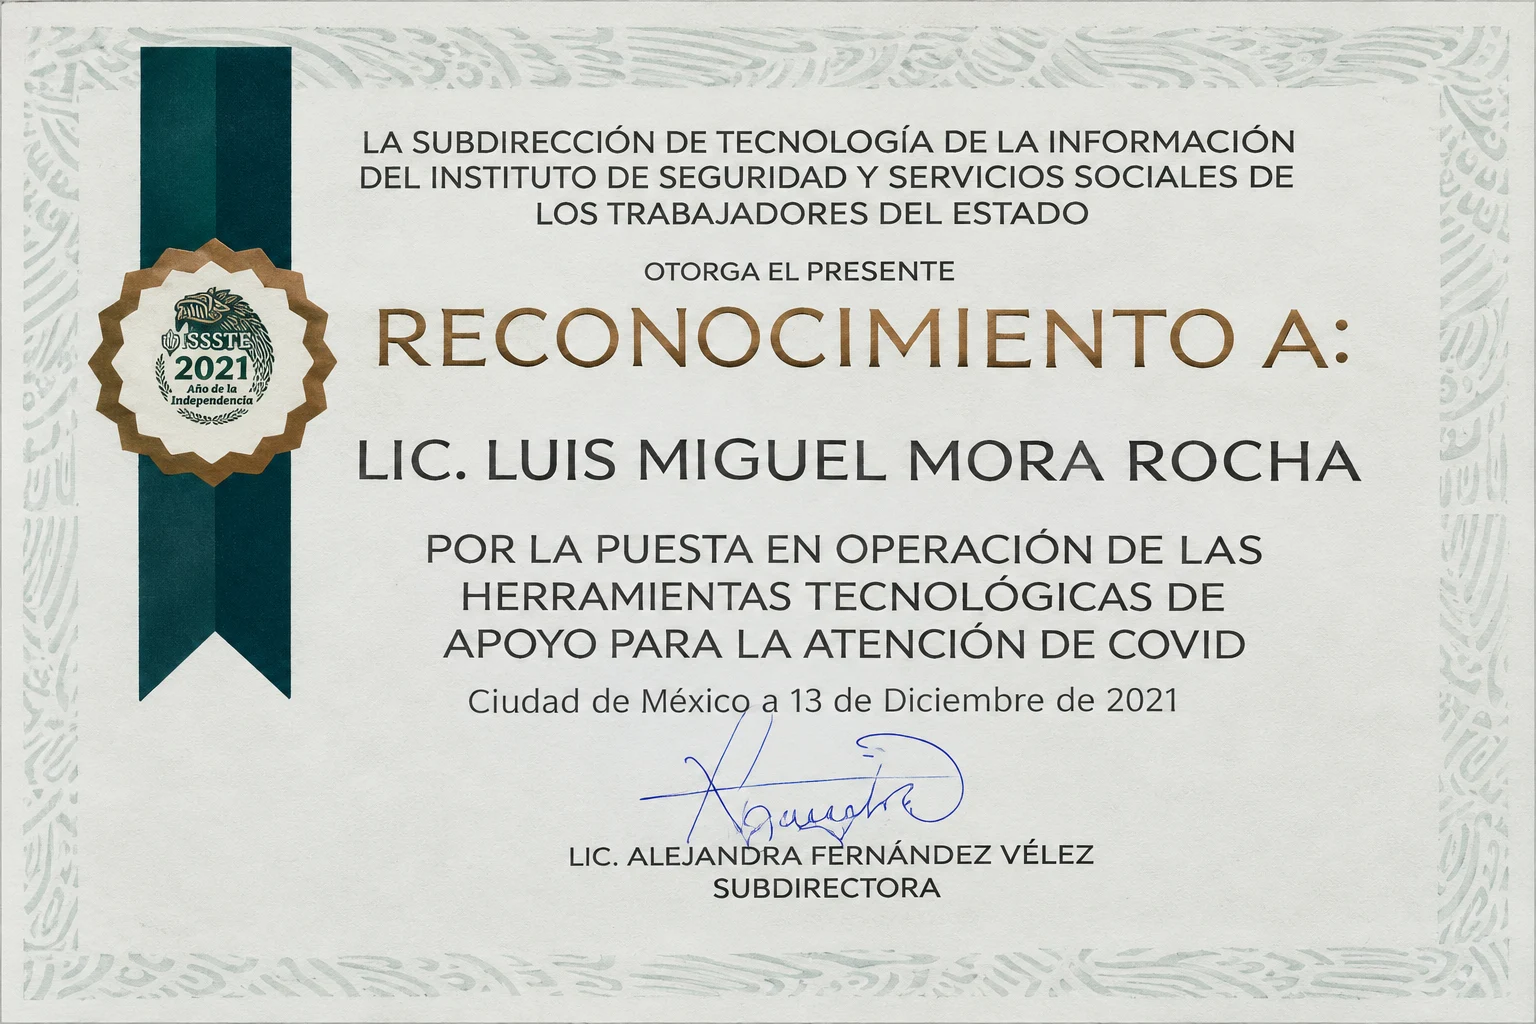 LA SUBDIRECCIÓN DE TECNOLOGÍA DE LA INFORMACIÓN
DEL INSTITUTO DE SEGURIDAD Y SERVICIOS SOCIALES DE
LOS TRABAJADORES DEL ESTADO
OTORGA EL PRESENTE
RECONOCIMIENTO A:
ISSSTE
2021
Año de la
Independencia
LIC. LUIS MIGUEL MORA ROCHA
POR LA PUESTA EN OPERACIÓN DE LAS
HERRAMIENTAS TECNOLÓGICAS DE
APOYO PARA LA ATENCIÓN DE COVID
Ciudad de México a 13 de Diciembre de 2021
LIC. ALEJANDRA FERNÁNDEZ VÉLEZ
SUBDIRECTORA